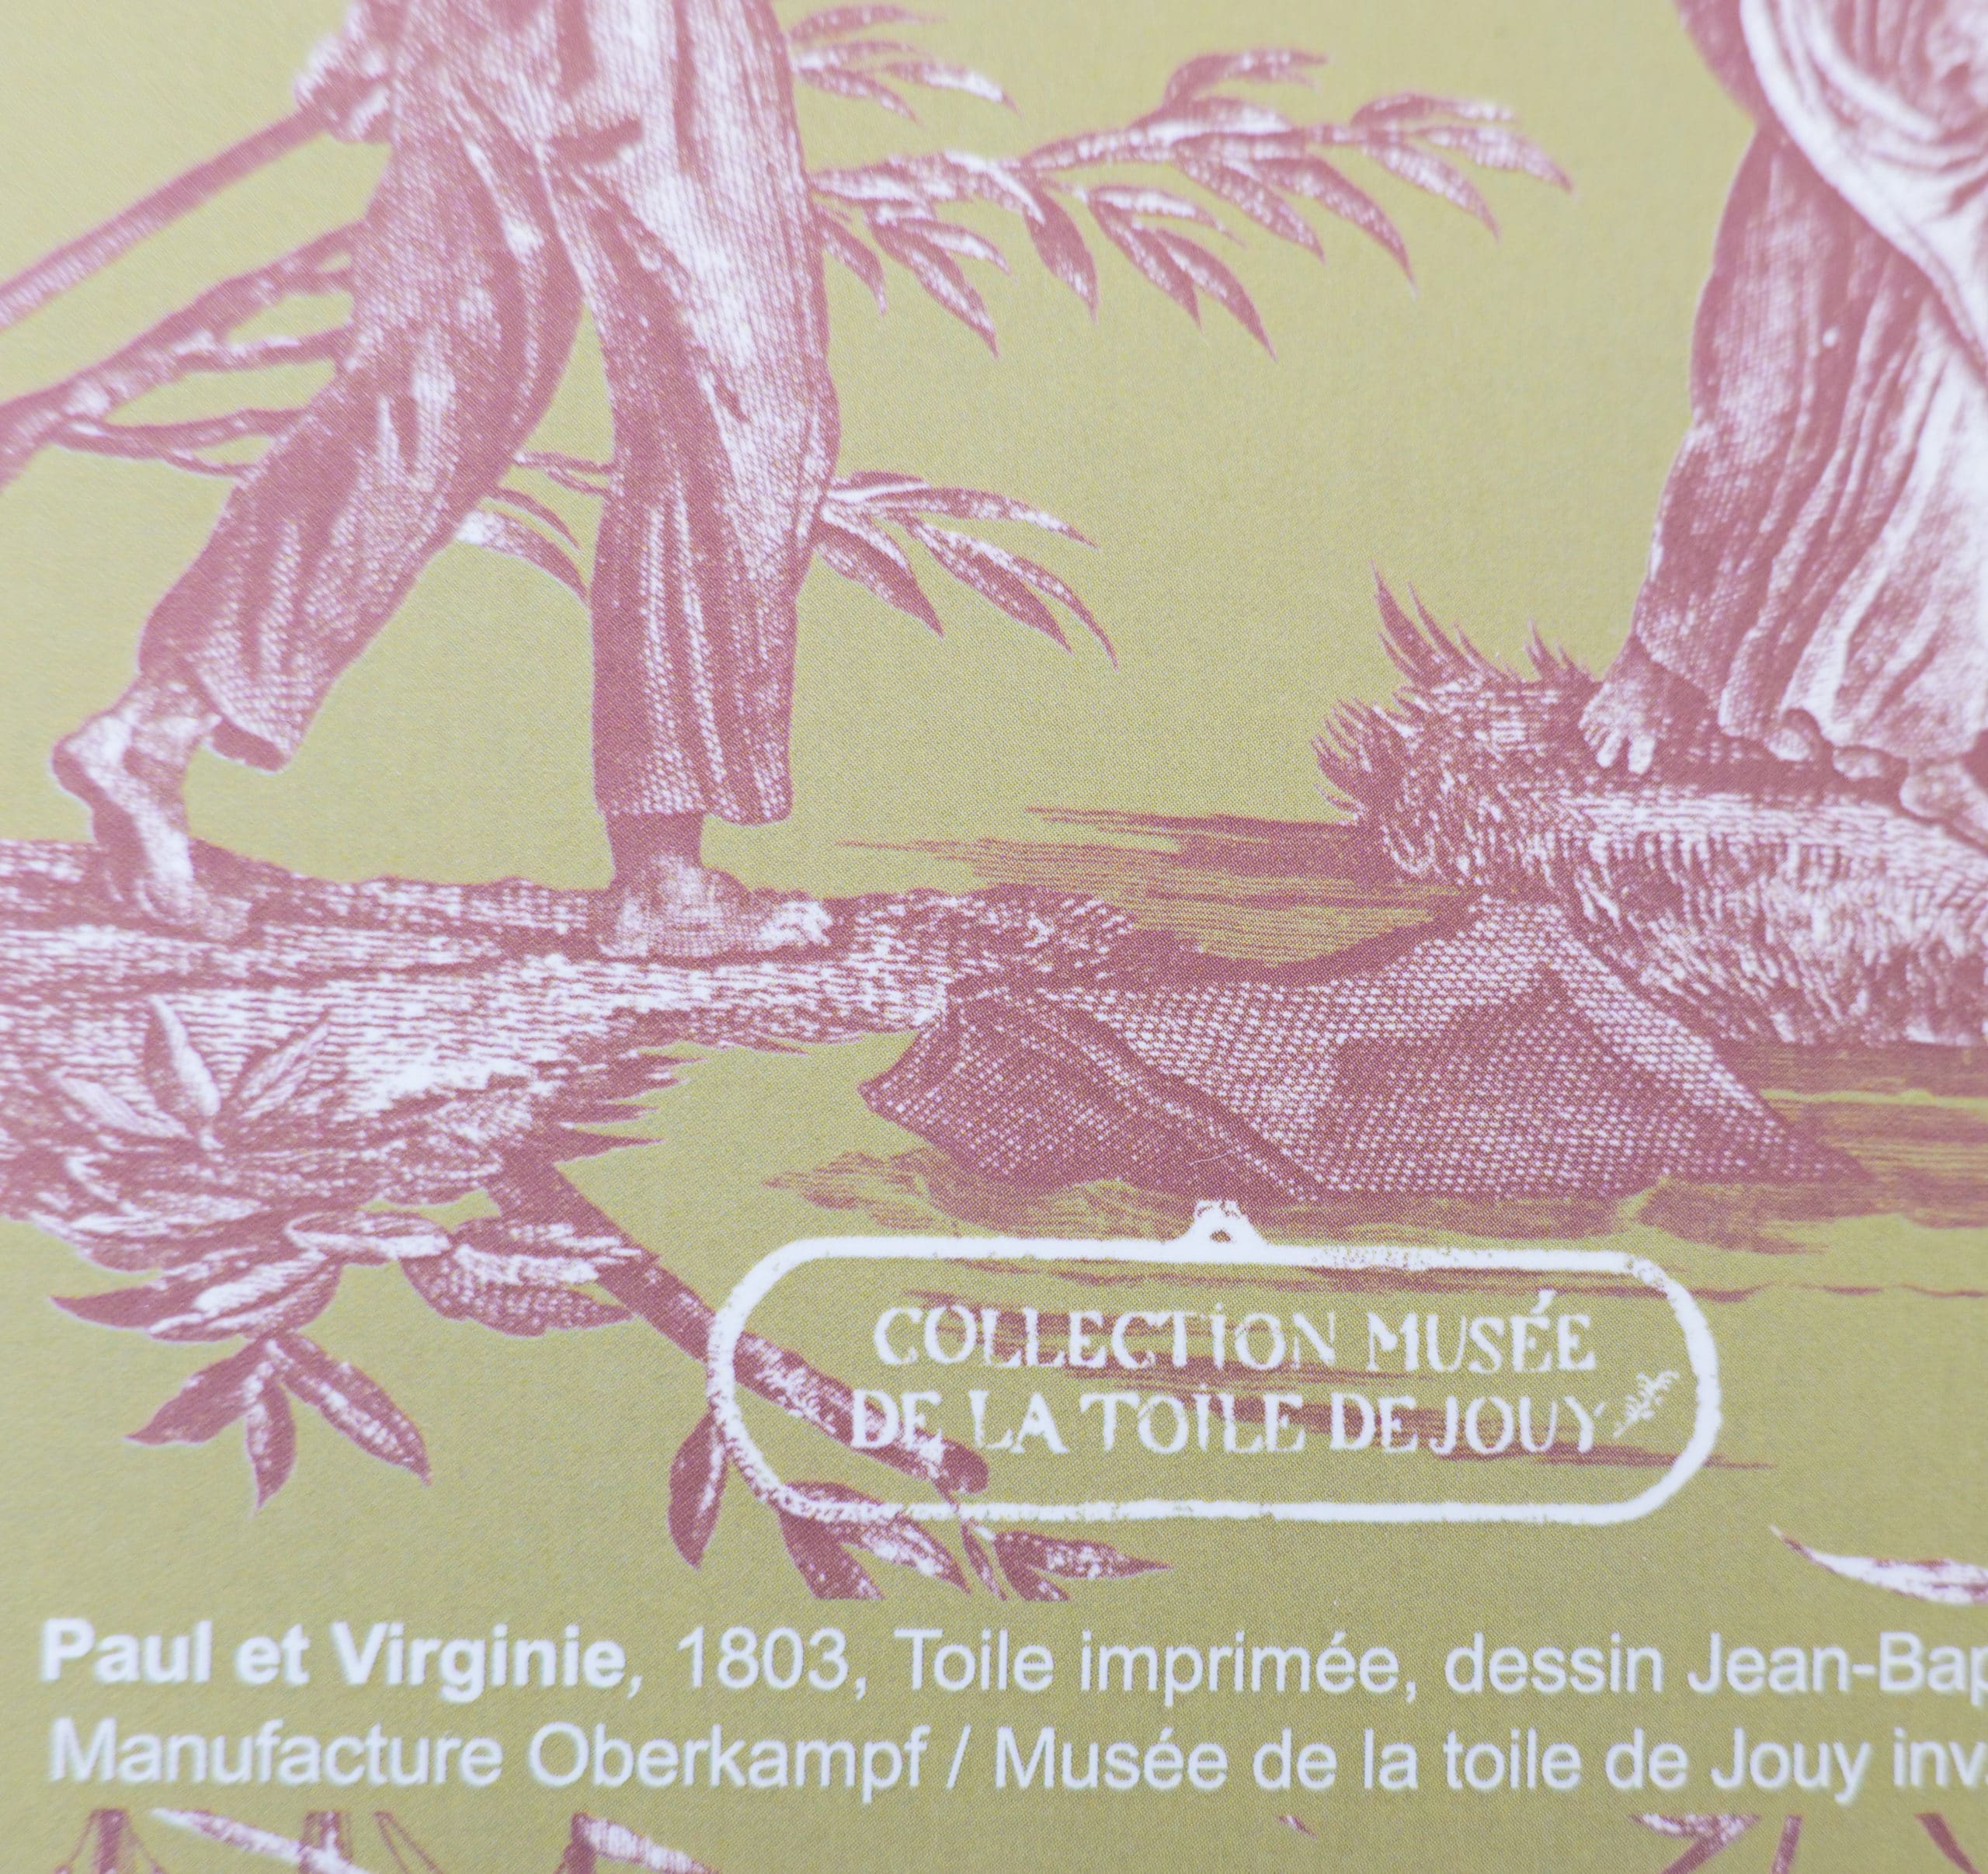 COLLECTION MUSÉE
DE LA TOILE DE JOUY
Paul et Virginie, 1803, Toile imprimée, dessin Jean-Bap
Manufacture Oberkampf / Musée de la toile de Jouy inv.